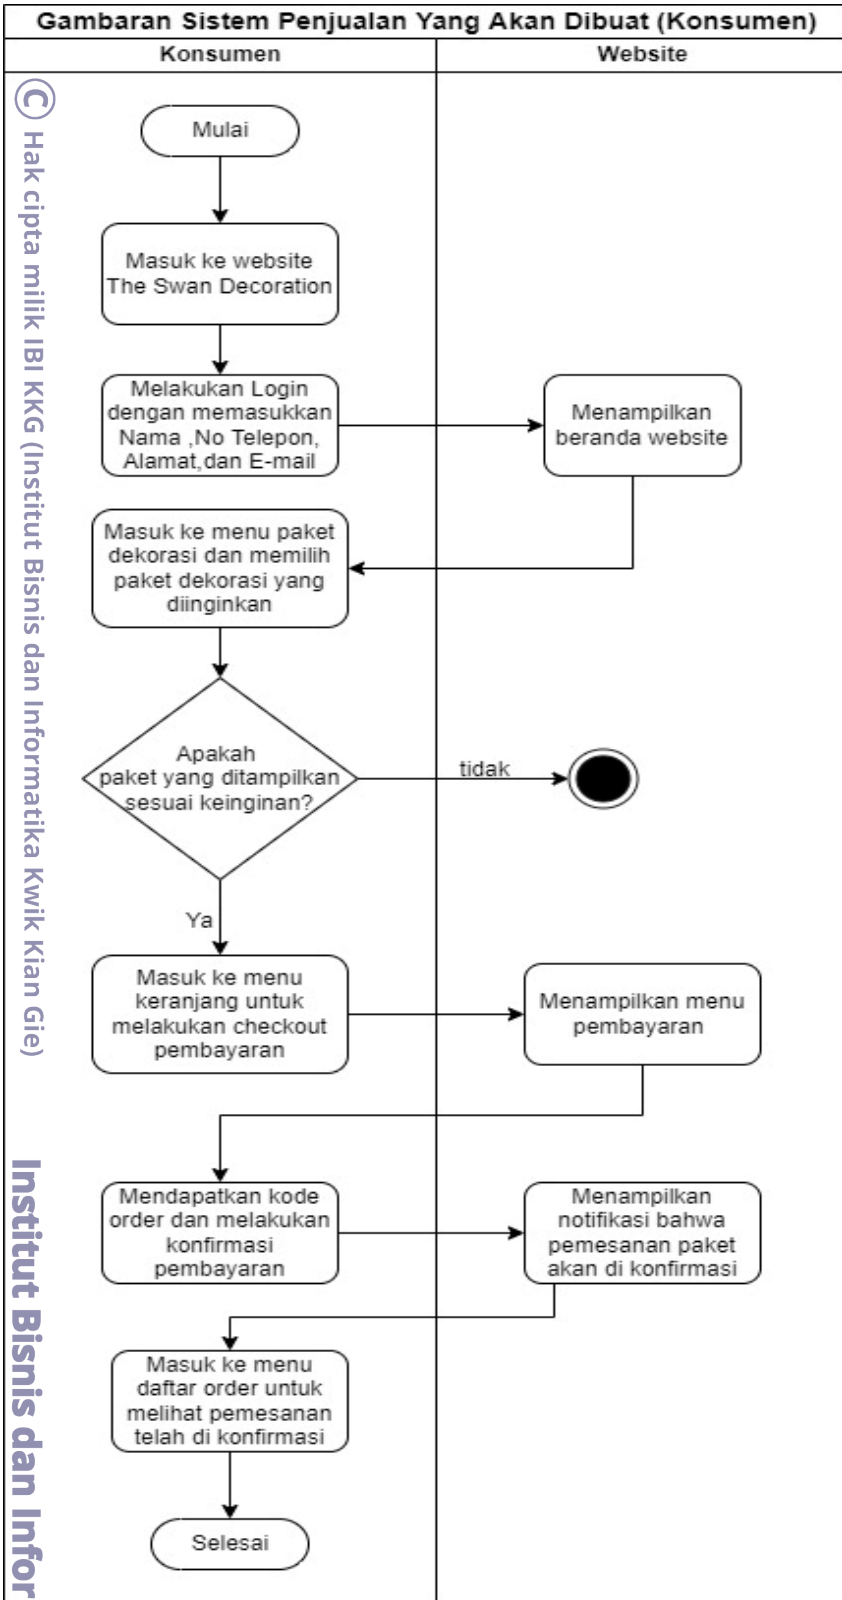 Gambaran Sistem Penjualan Yang Akan Dibuat (Konsumen)
Konsumen
Website
Mulai
Masuk ke website
The Swan Decoration
Melakukan Login
dengan memasukkan
Nama ,No Telepon,
Alamat,dan E-mail
Menampilkan
beranda website
Masuk ke menu paket
dekorasi dan memilih
paket dekorasi yang
diinginkan
Apakah
paket yang ditampilkan
sesuai keinginan?
tidak
Ya
Masuk ke menu
keranjang untuk
melakukan checkout
pembayaran
Menampilkan menu
pembayaran
Mendapatkan kode
order dan melakukan
konfirmasi
pembayaran
Menampilkan
notifikasi bahwa
pemesanan paket
akan di konfirmasi
Masuk ke menu
daftar order untuk
melihat pemesanan
telah di konfirmasi
Selesai
© Hak cipta milik IBI KKG (Institut Bisnis dan Informatika Kwik Kian Gie)
Institut Bisnis dan Infor